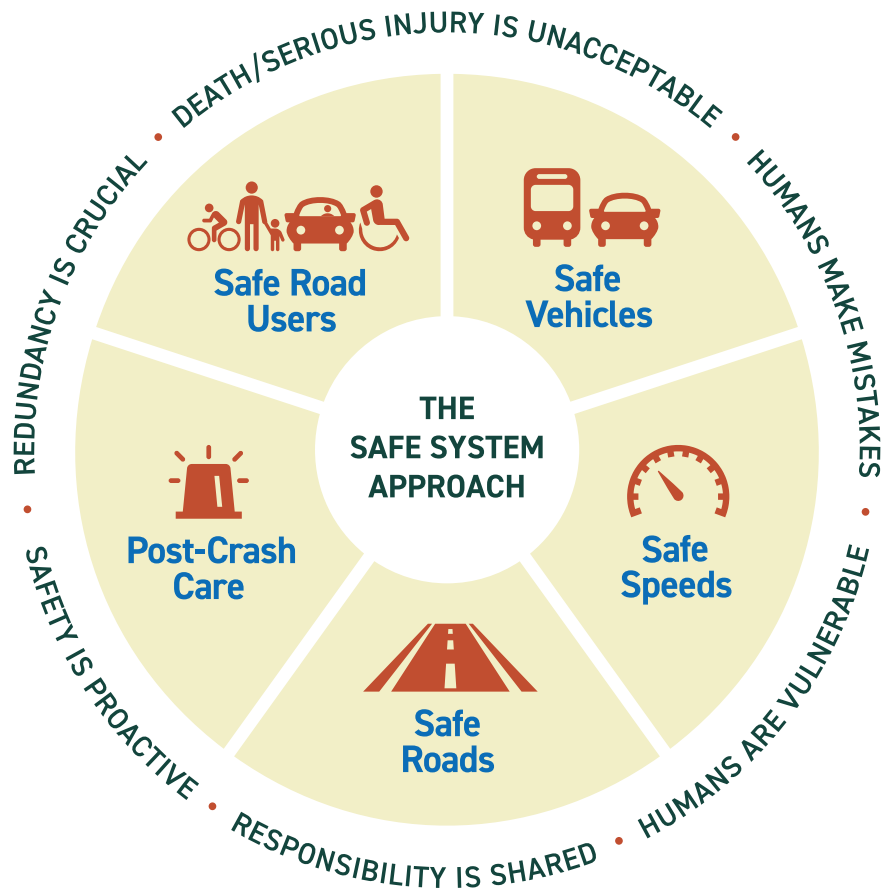 DEATH/SERIOUS INJURY IS UNACCEPTABLE
•
HUMANS MAKE MISTAKES
•
HUMANS ARE VULNERABLE
•
RESPONSIBILITY IS SHARED
•
SAFETY IS PROACTIVE
•
REDUNDANCY IS CRUCIAL
•
Safe Road
Users
Safe
Vehicles
THE
SAFE SYSTEM
APPROACH
Post-Crash
Care
Safe
Speeds
Safe
Roads